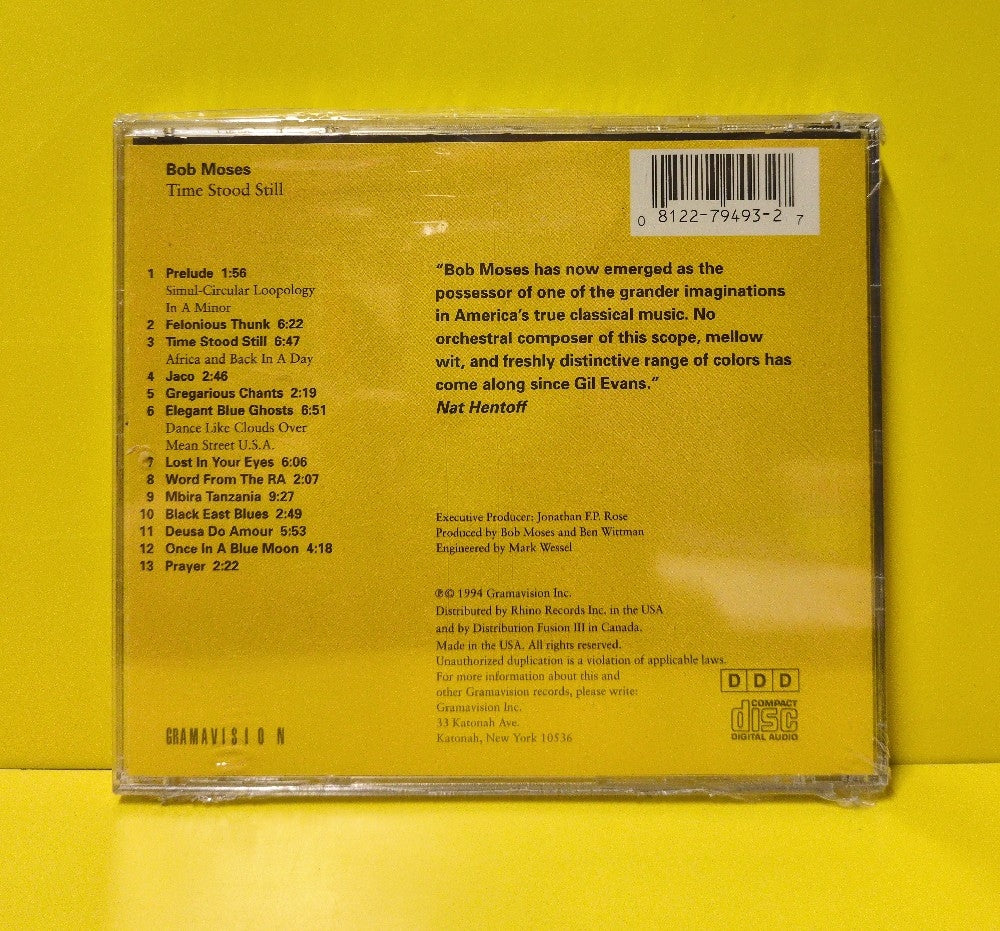 Bob Moses
Time Stood Still
0 8122-79493-2 7
1 Prelude 1:56
Simul-Circular Loopology
In A Minor
2 Felonious Thunk 6:22
3 Time Stood Still 6:47
Africa and Back In A Day
4 Jaco 2:46
5 Gregarious Chants 2:19
6 Elegant Blue Ghosts 6:51
Dance Like Clouds Over
Mean Street U.S.A.
7 Lost In Your Eyes 6:06
8 Word From The RA 2:07
9 Mbira Tanzania 9:27
10 Black East Blues 2:49
11 Deusa Do Amour 5:53
12 Once In A Blue Moon 4:18
13 Prayer 2:22
"Bob Moses has now emerged as the
possessor of one of the grander imaginations
in America's true classical music. No
orchestral composer of this scope, mellow
wit, and freshly distinctive range of colors has
come along since Gil Evans."
Nat Hentoff
Executive Producer: Jonathan F.P. Rose
Produced by Bob Moses and Ben Wittman
Engineered by Mark Wessel
℗© 1994 Gramavision Inc.
Distributed by Rhino Records Inc. in the USA
and by Distribution Fusion III in Canada.
Made in the USA. All rights reserved.
Unauthorized duplication is a violation of applicable laws.
For more information about this and
other Gramavision records, please write:
Gramavision Inc.
33 Katonah Ave.
Katonah, New York 10536
DDD
COMPACT
disc
DIGITAL AUDIO
GRAMAVISION